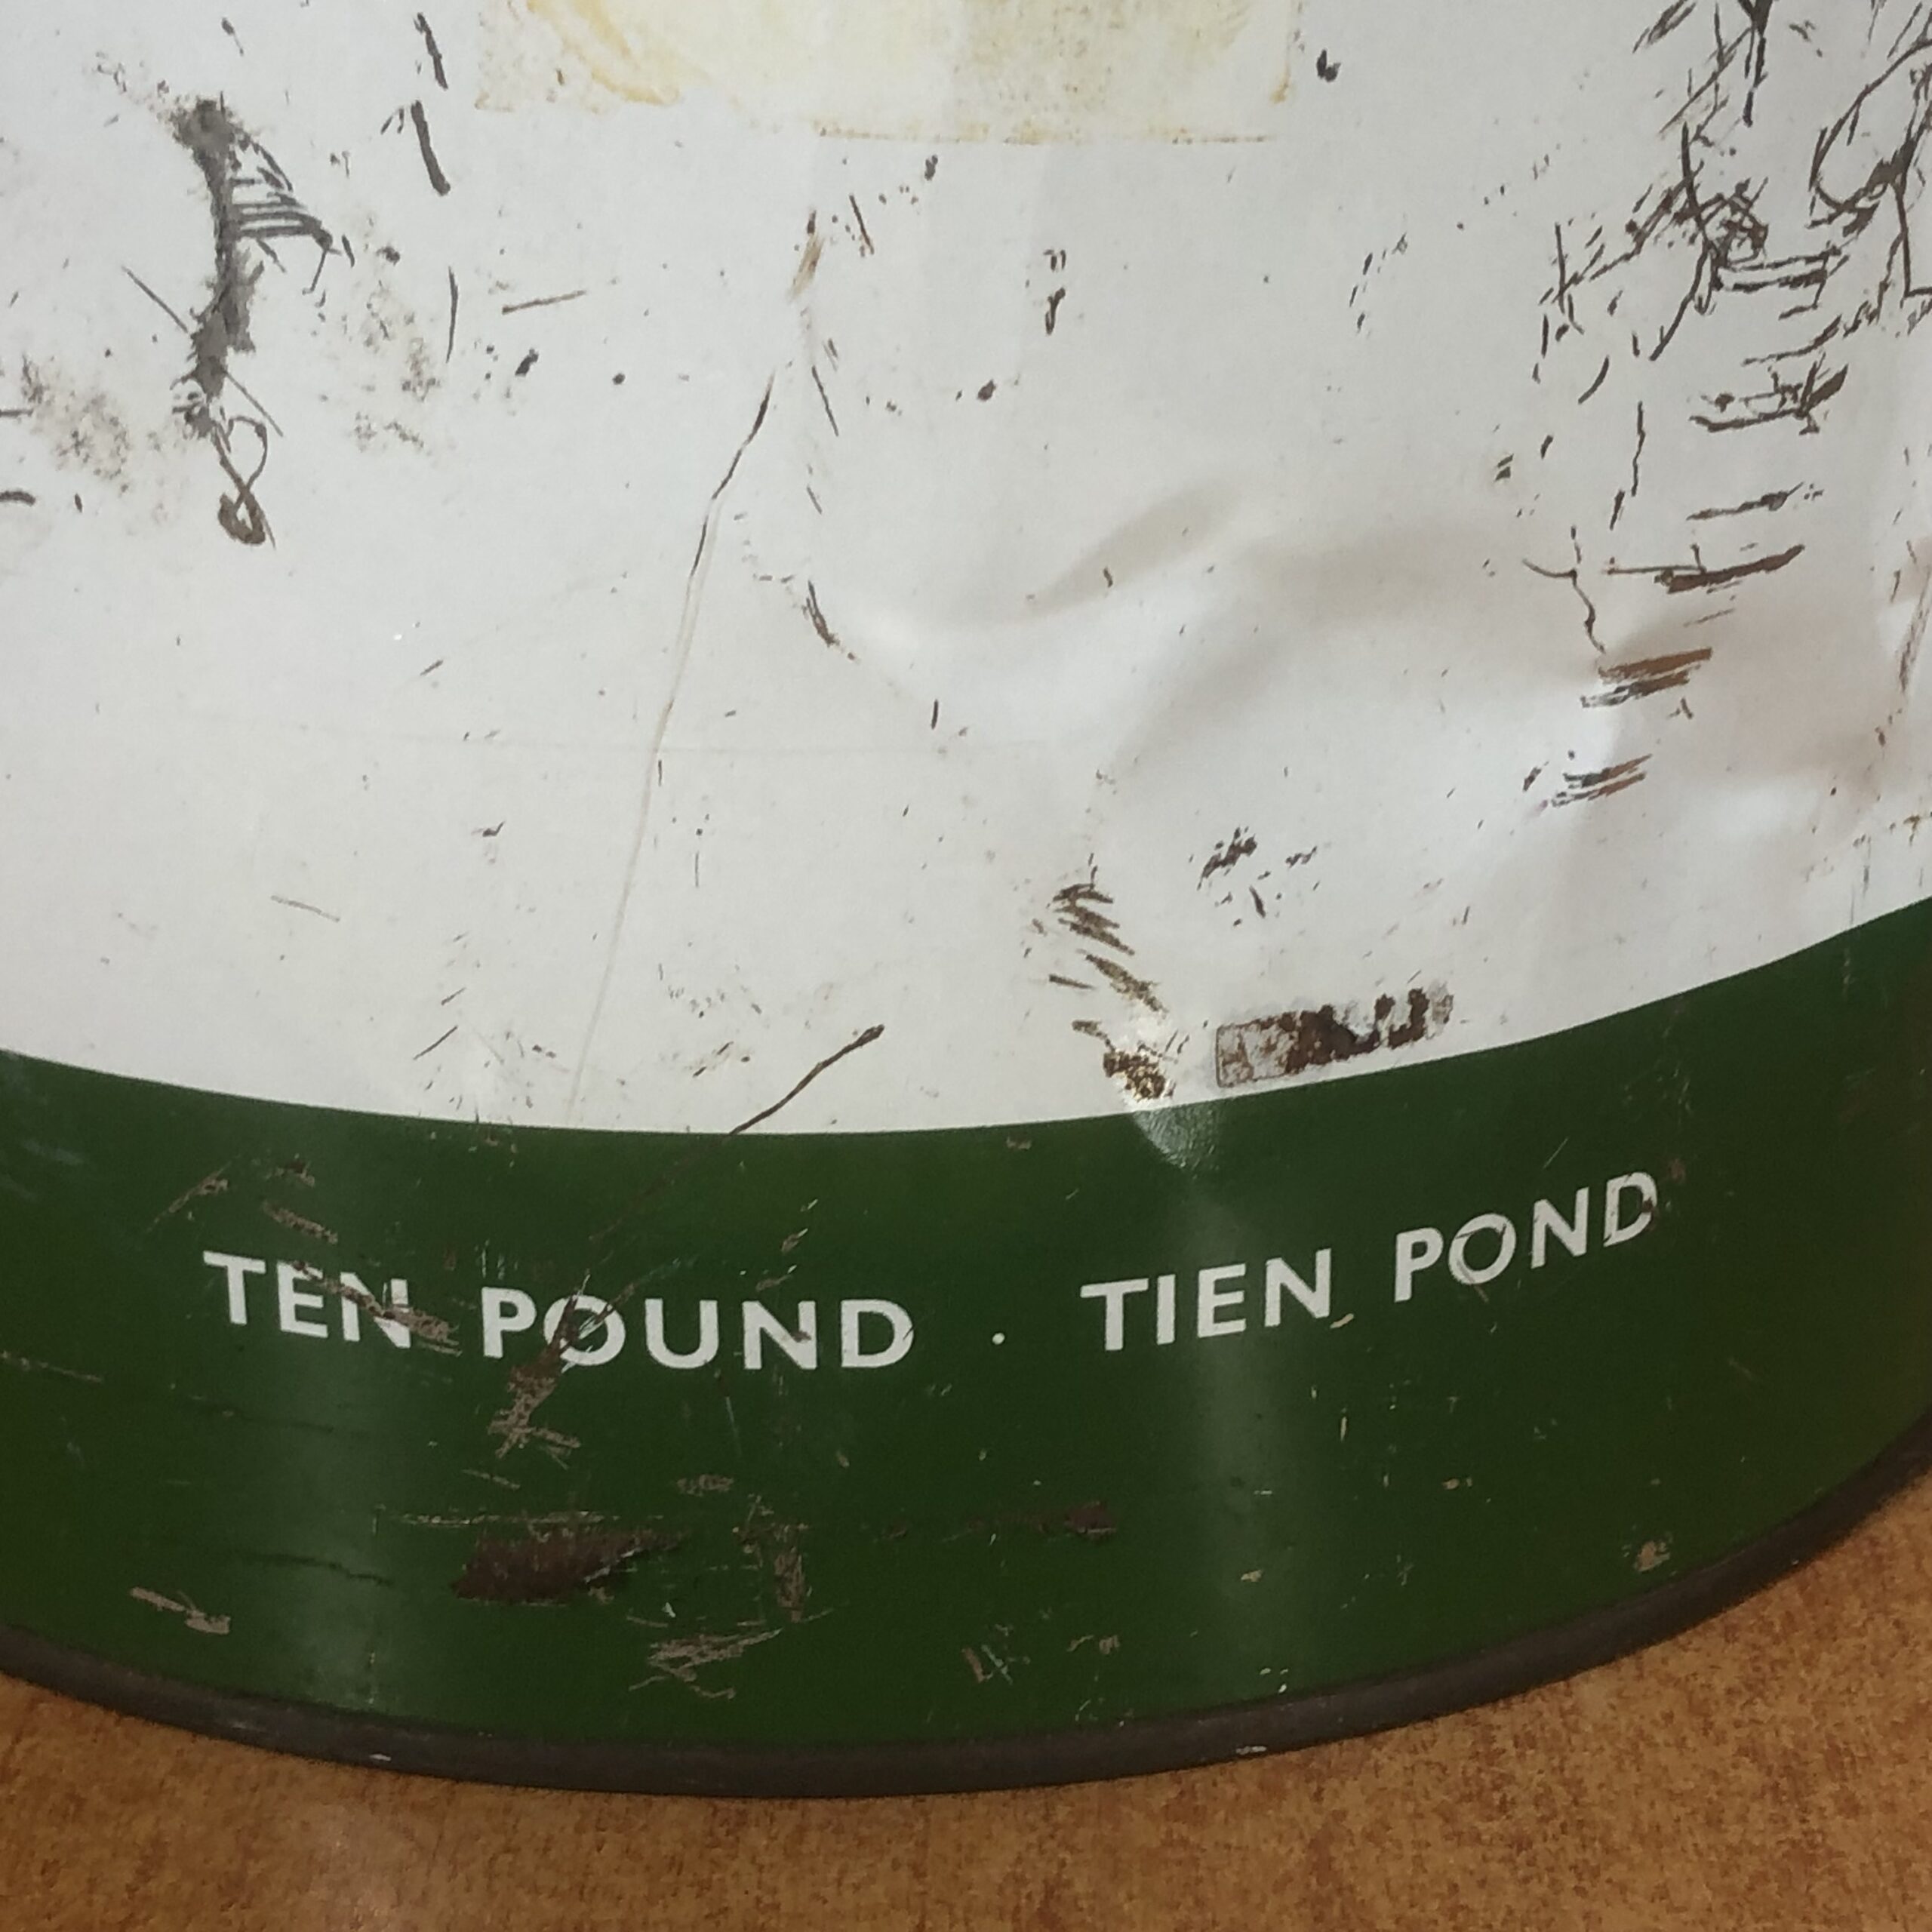 TEN POUND · TIEN POND